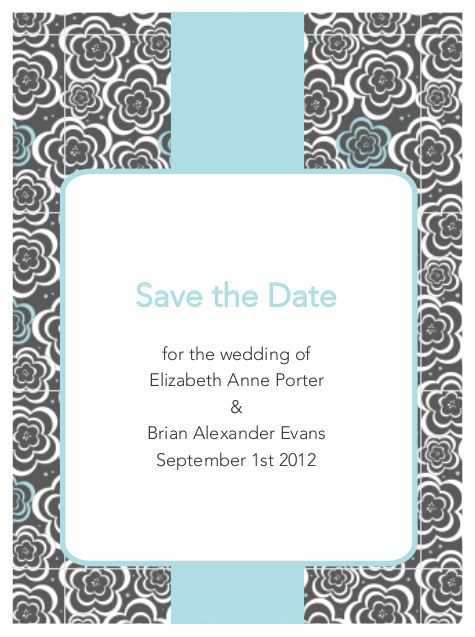 Save the Date
for the wedding of
Elizabeth Anne Porter
&
Brian Alexander Evans
September 1st 2012